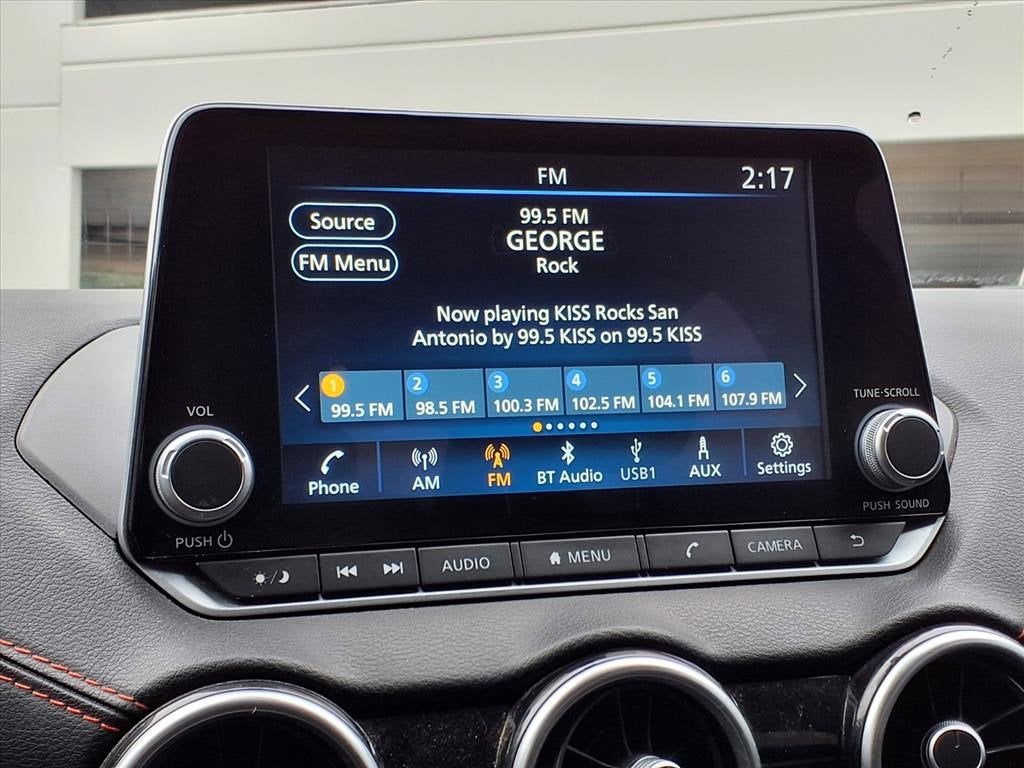 FM 2:17
Source
FM Menu
99.5 FM
GEORGE
Rock
Now playing KISS Rocks San
Antonio by 99.5 KISS on 99.5 KISS
1 2 3 4 5 6
99.5 FM 98.5 FM 100.3 FM 102.5 FM 104.1 FM 107.9 FM
Phone AM FM BT Audio USB1 AUX Settings
VOL
PUSH
TUNE·SCROLL
PUSH SOUND
AUDIO MENU CAMERA